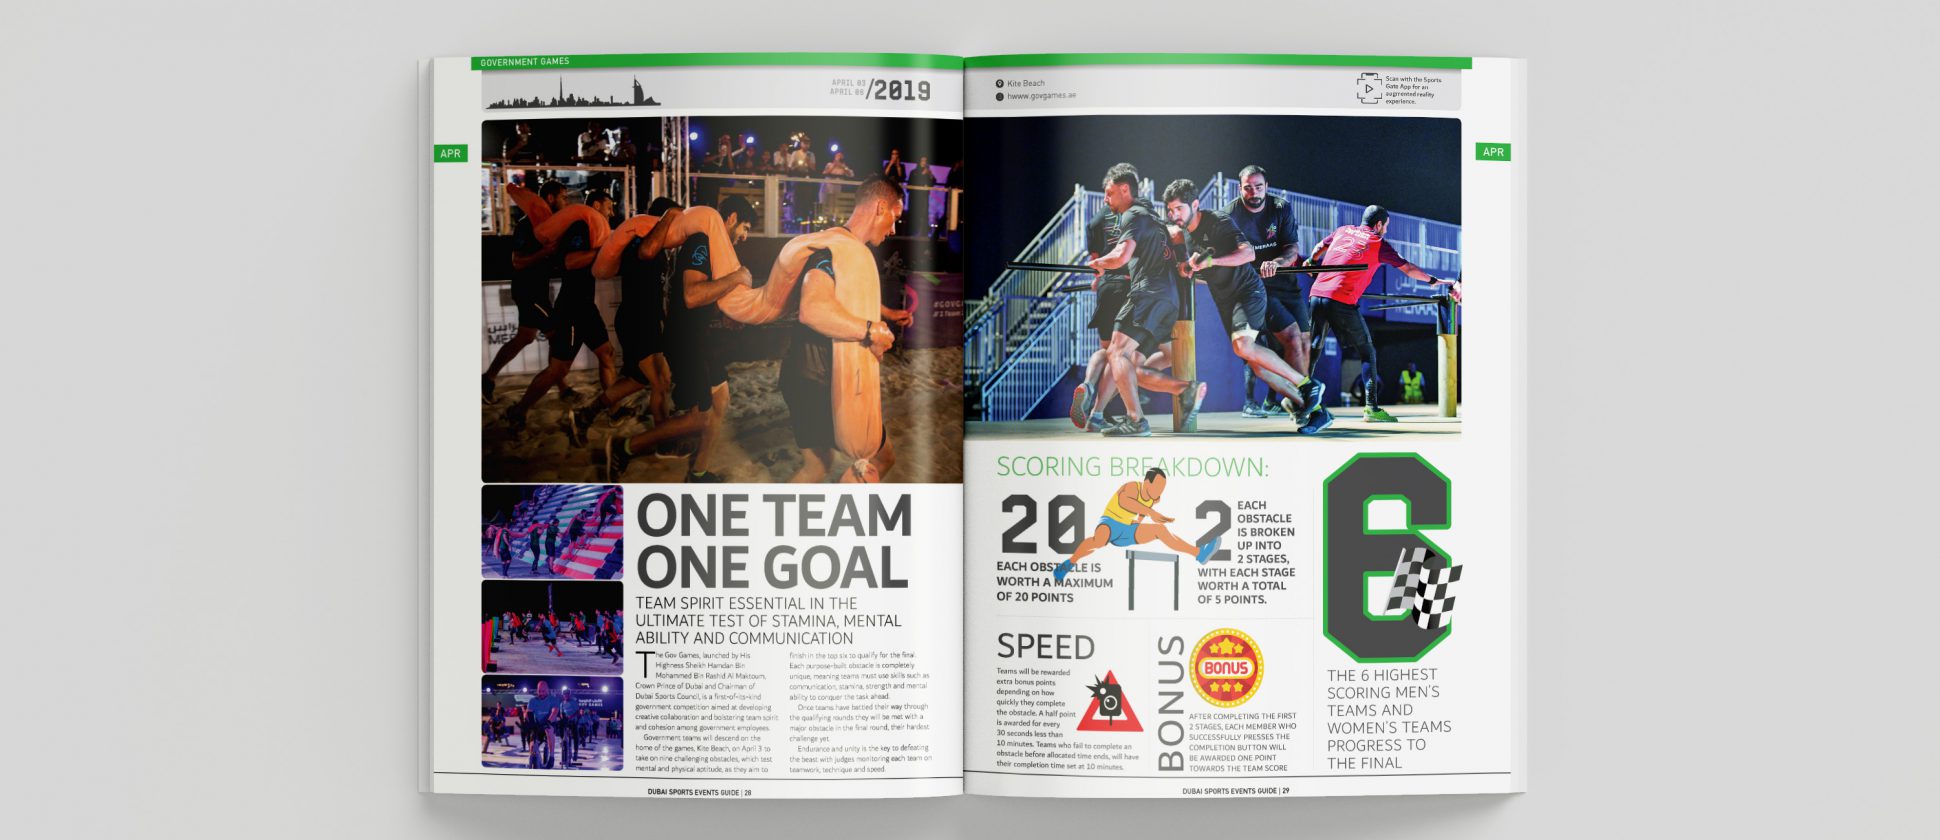 GOVERNMENT GAMES
APRIL 03
APRIL 06
/2019
APR
ONE TEAM
ONE GOAL
TEAM SPIRIT ESSENTIAL IN THE
ULTIMATE TEST OF STAMINA, MENTAL
ABILITY AND COMMUNICATION
The Gov Games, launched by His
Highness Sheikh Hamdan Bin
Mohammed Bin Rashid Al Maktoum,
Crown Prince of Dubai and Chairman of
Dubai Sports Council, is a first-of-its-kind
government competition aimed at developing
creative collaboration and bolstering team spirit
and cohesion among government employees.
Government teams will descend on the
home of the games, Kite Beach, on April 3 to
take on nine challenging obstacles, which test
mental and physical aptitude, as they aim to
finish in the top six to qualify for the final.
Each purpose-built obstacle is completely
unique, meaning teams must use skills such as
communication, stamina, strength and mental
ability to conquer the task ahead.
Once teams have battled their way through
the qualifying rounds they will be met with a
major obstacle in the final round, their hardest
challenge yet.
Endurance and unity is the key to defeating
the beast with judges monitoring each team on
teamwork, technique and speed.
DUBAI SPORTS EVENTS GUIDE | 28
Kite Beach
hwww.govgames.ae
Scan with the Sports
Gate App for an
augmented reality
experience.
APR
MERAAS
23
SCORING BREAKDOWN:
20
EACH OBSTACLE IS
WORTH A MAXIMUM
OF 20 POINTS
2
EACH
OBSTACLE
IS BROKEN
UP INTO
2 STAGES,
WITH EACH STAGE
WORTH A TOTAL
OF 5 POINTS.
SPEED
Teams will be rewarded
extra bonus points
depending on how
quickly they complete
the obstacle. A half point
is awarded for every
30 seconds less than
10 minutes. Teams who fail to complete an
obstacle before allocated time ends, will have
their completion time set at 10 minutes.
BONUS
BONUS
AFTER COMPLETING THE FIRST
2 STAGES, EACH MEMBER WHO
SUCCESSFULLY PRESSES THE
COMPLETION BUTTON WILL
BE AWARDED ONE POINT
TOWARDS THE TEAM SCORE
6
THE 6 HIGHEST
SCORING MEN'S
TEAMS AND
WOMEN'S TEAMS
PROGRESS TO
THE FINAL
DUBAI SPORTS EVENTS GUIDE | 29